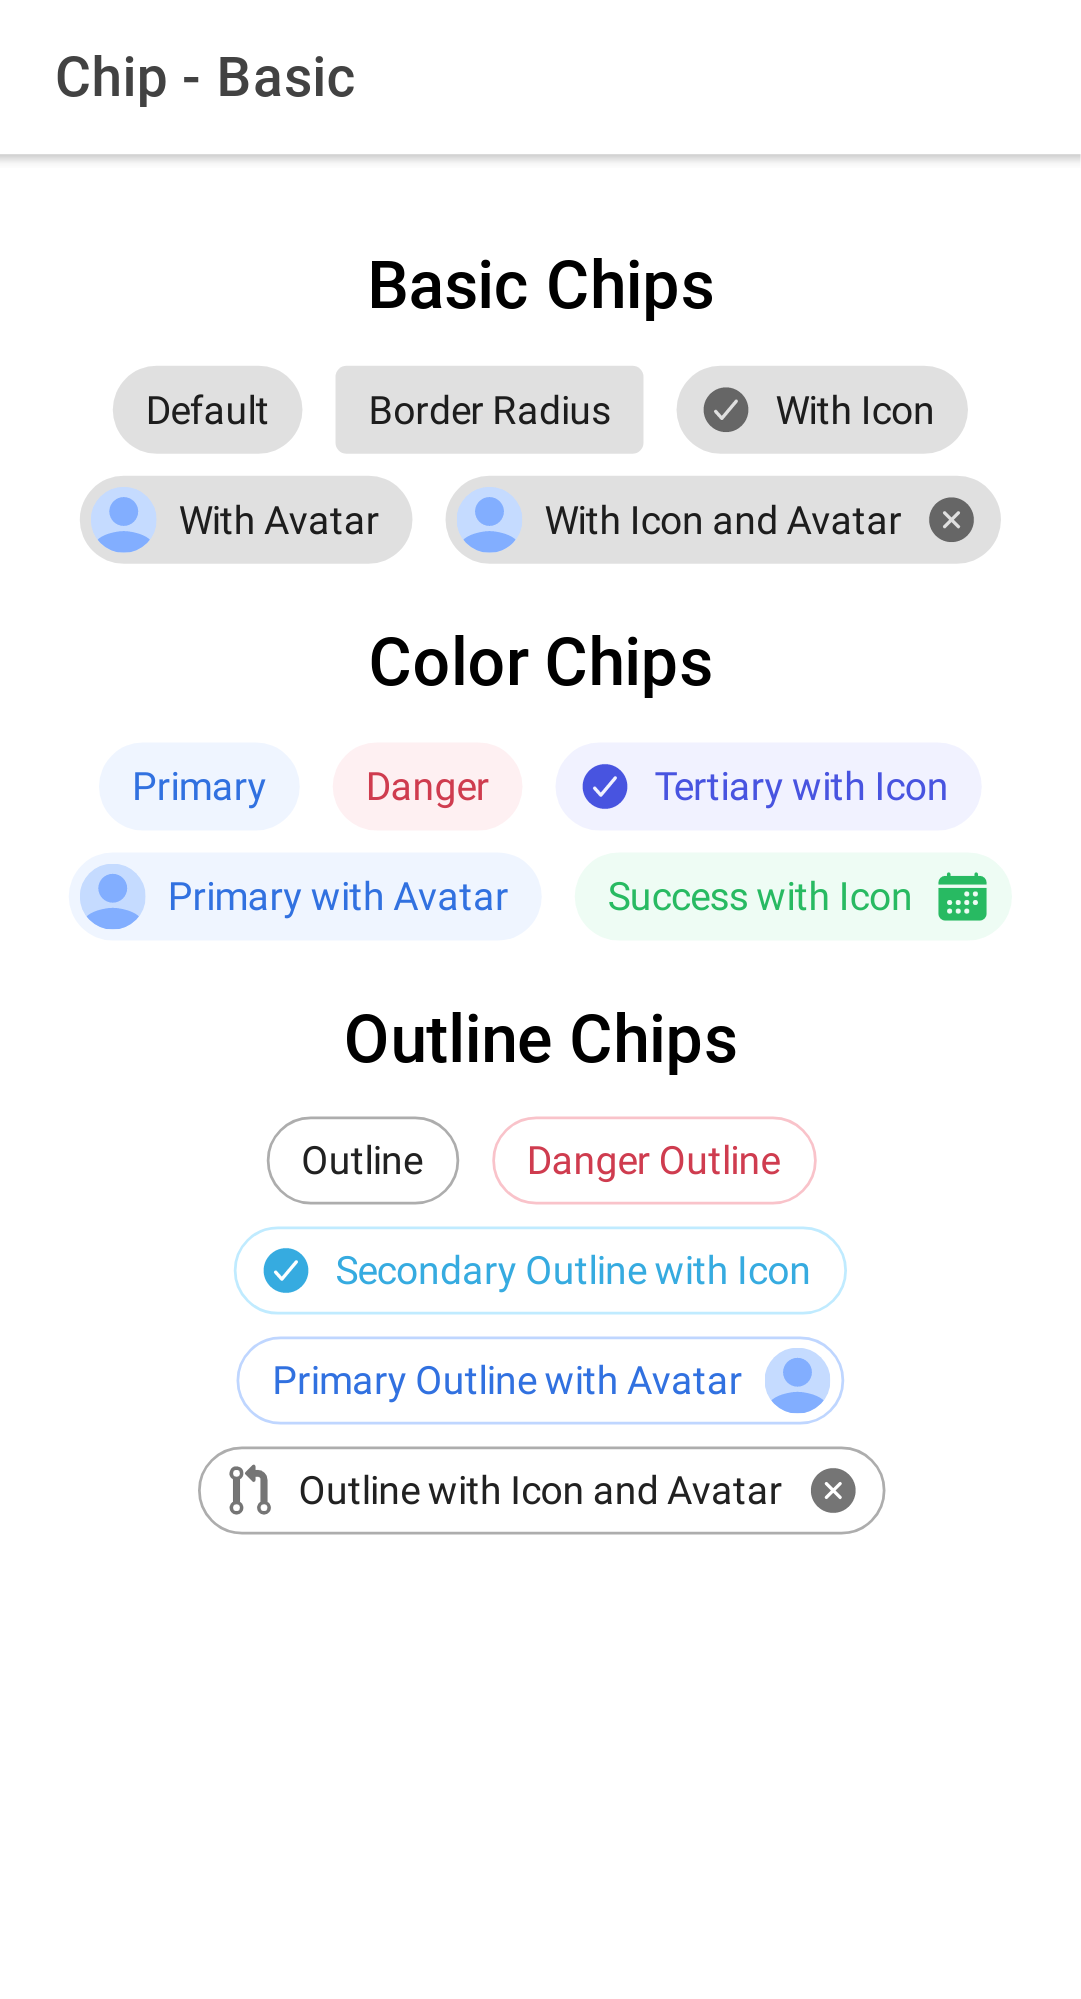 Chip - Basic
Basic Chips
Default Border Radius With Icon
With Avatar With Icon and Avatar
Color Chips
Primary Danger Tertiary with Icon
Primary with Avatar Success with Icon
Outline Chips
Outline Danger Outline
Secondary Outline with Icon
Primary Outline with Avatar
Outline with Icon and Avatar